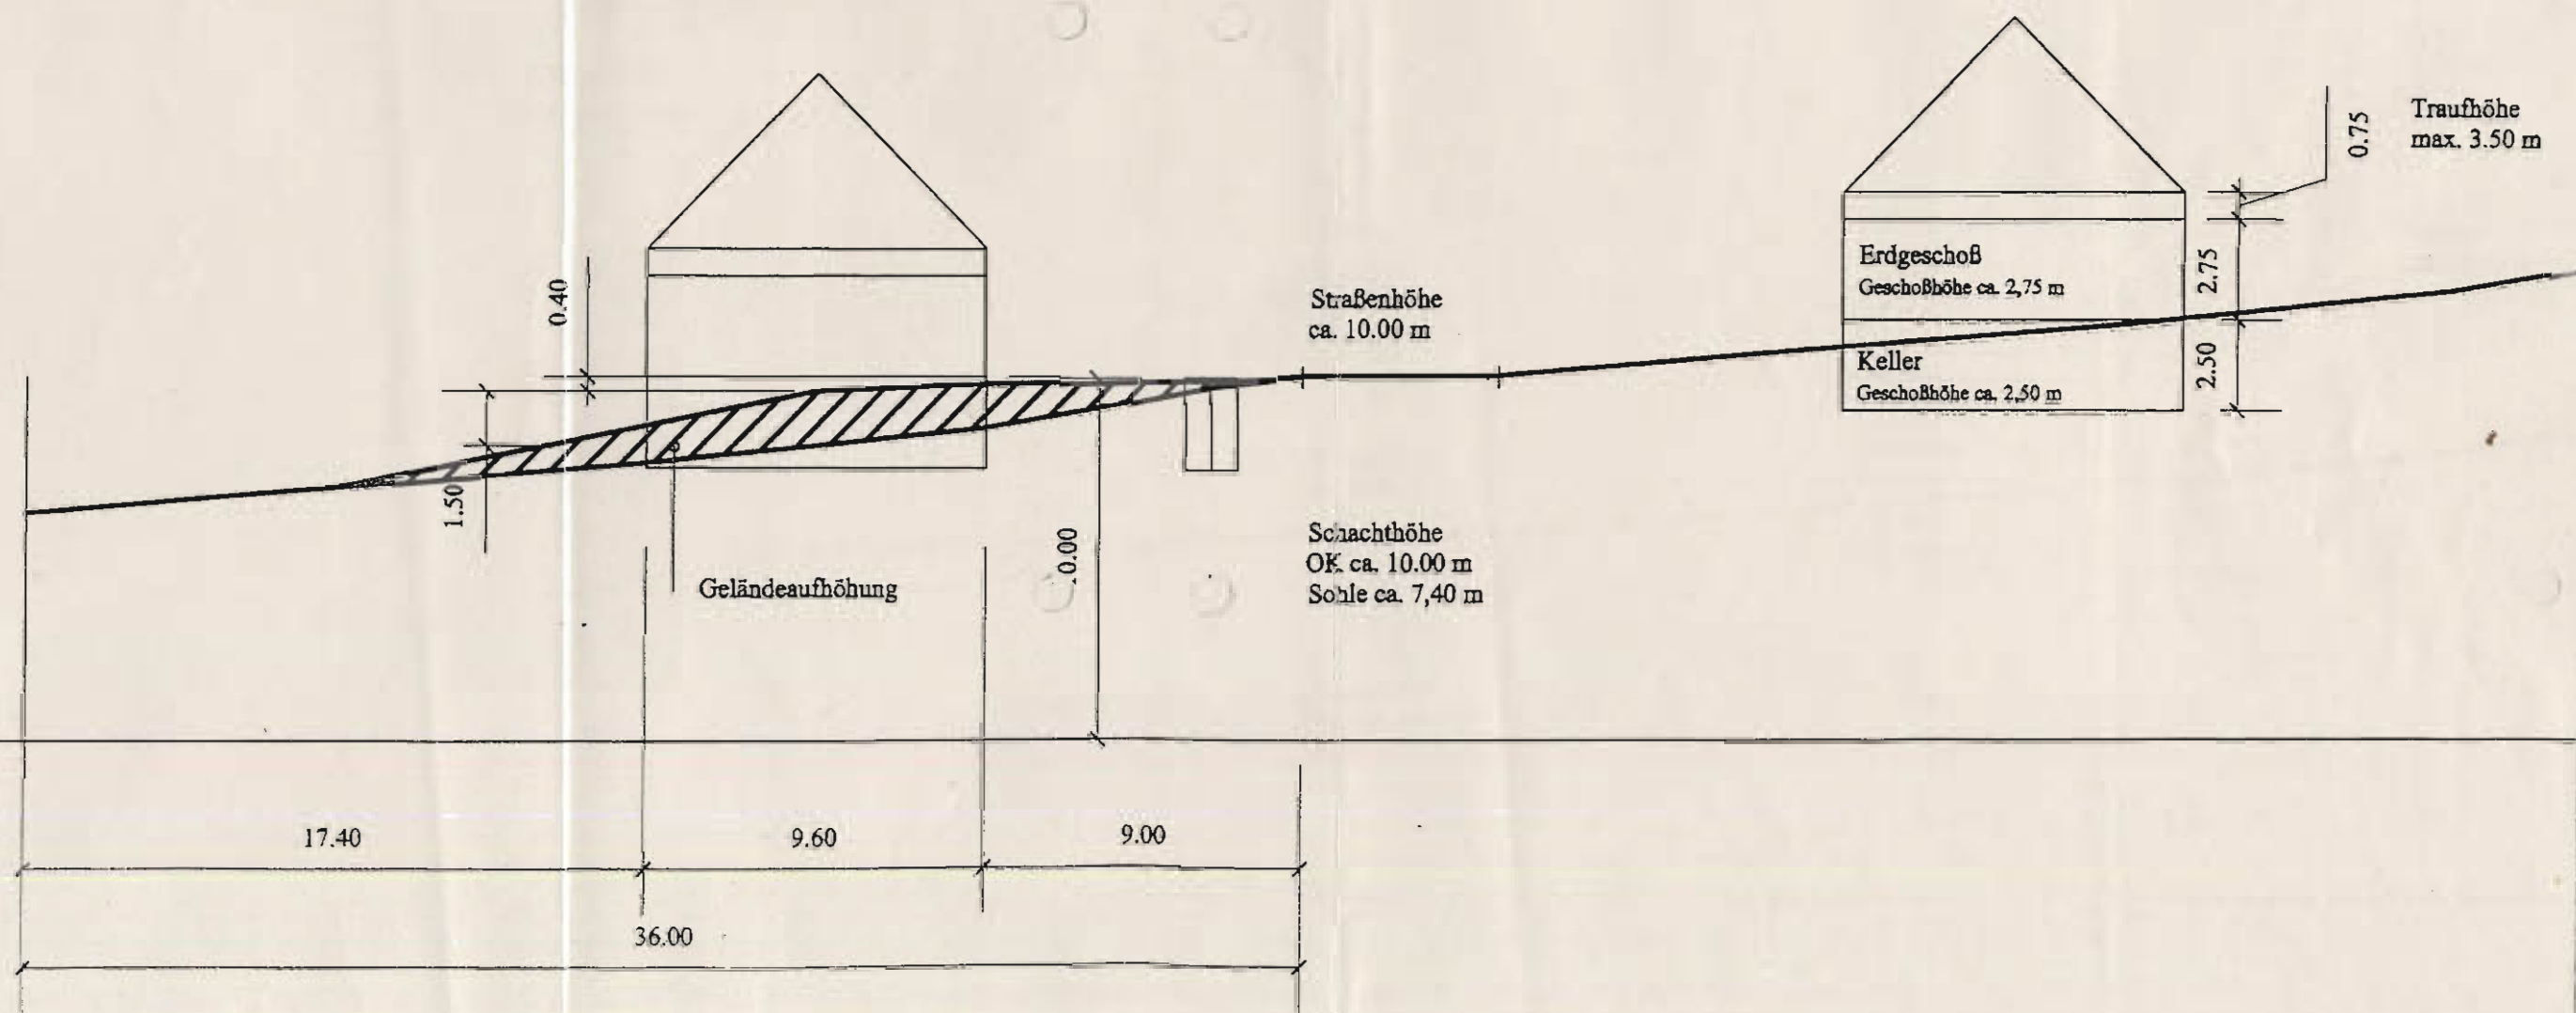 0.75
Traufhöhe
max. 3.50 m
0.40
Straßenhöhe
ca. 10.00 m
Erdgeschoß
Geschoßhöhe ca. 2,75 m
2.75
Keller
Geschoßhöhe ca. 2,50 m
2.50
1.50
Geländeaufhöhung
.0.00
Schachthöhe
OK ca. 10.00 m
Sohle ca. 7,40 m
17.40
9.60
9.00
36.00